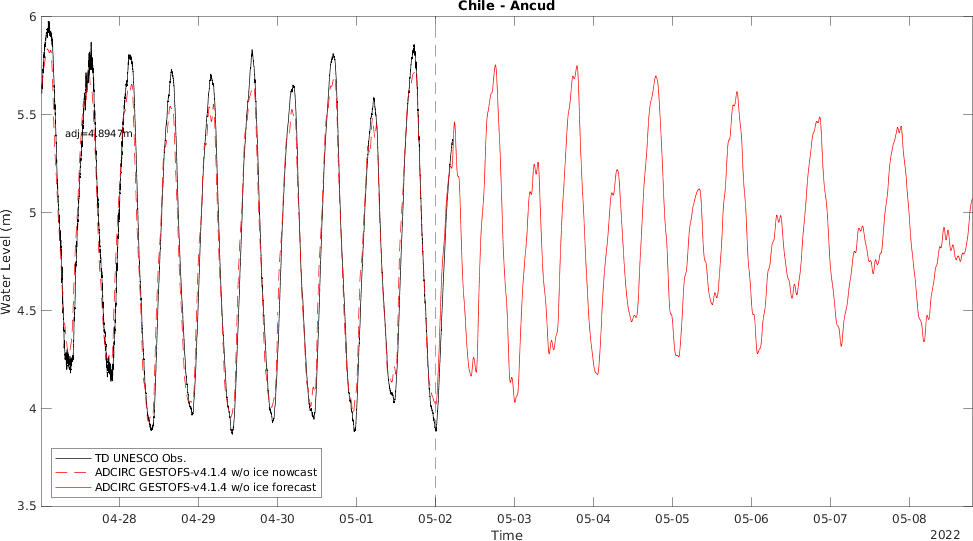 Chile - Ancud
6
5.5
5
4.5
4
3.5
Water Level (m)
adj=4.8947m
TD UNESCO Obs.
ADCIRC GESTOFS-v4.1.4 w/o ice nowcast
ADCIRC GESTOFS-v4.1.4 w/o ice forecast
04-28 04-29 04-30 05-01 05-02 05-03 05-04 05-05 05-06 05-07 05-08
Time
2022